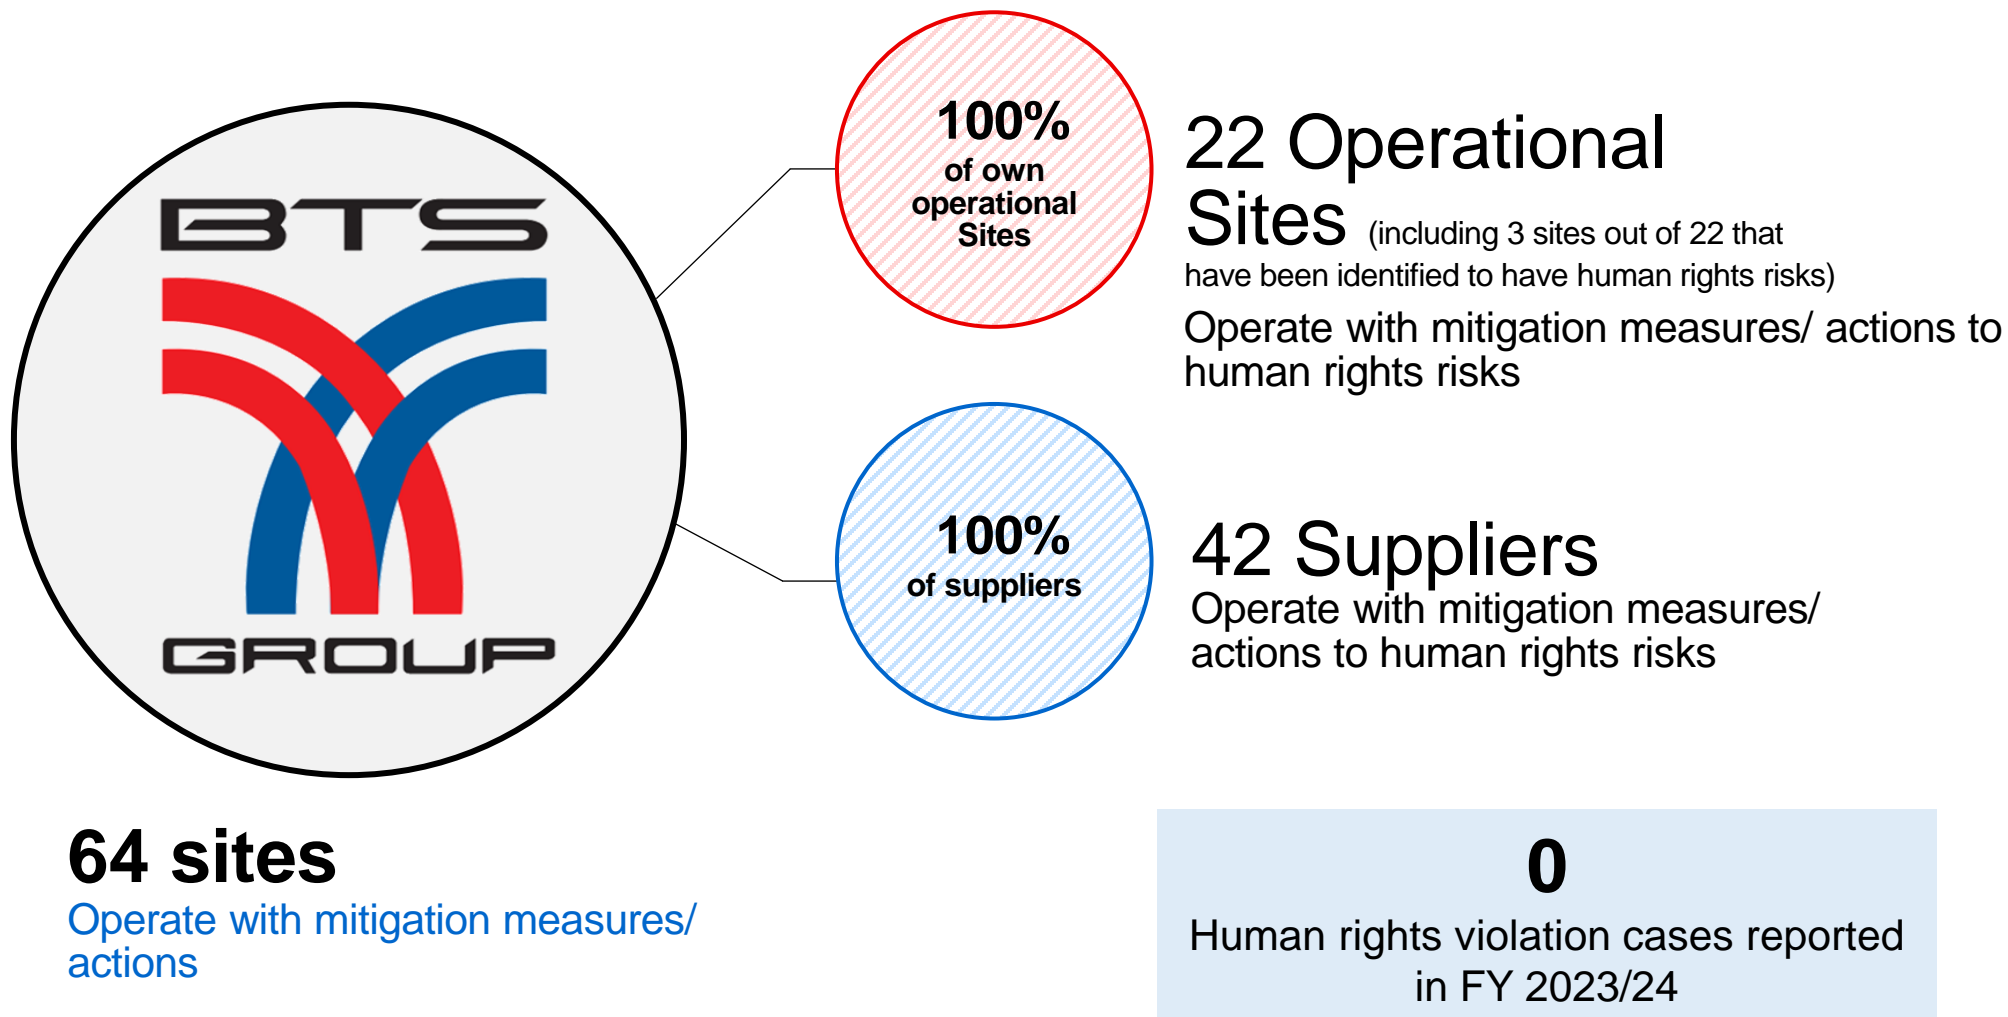 BTS
GROUP
100%
of own
operational
Sites
22 Operational
Sites (including 3 sites out of 22 that
have been identified to have human rights risks)
Operate with mitigation measures/ actions to
human rights risks
100%
of suppliers
42 Suppliers
Operate with mitigation measures/
actions to human rights risks
64 sites
Operate with mitigation measures/
actions
0
Human rights violation cases reported
in FY 2023/24